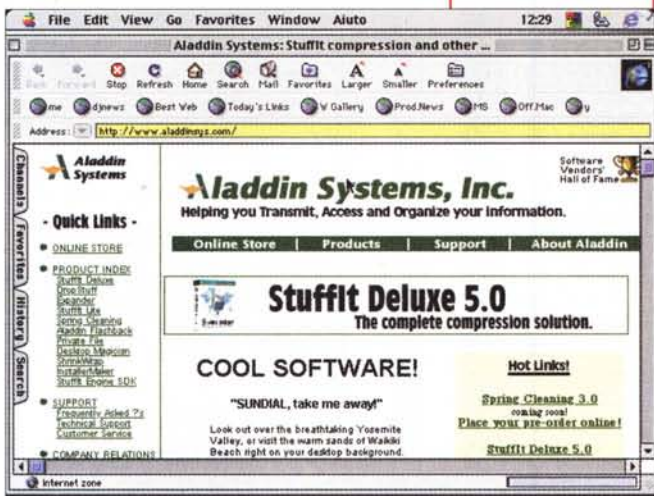 File Edit View Go Favorites Window Aiuto 12:29
Aladdin Systems: StuffIt compression and other ...
Back Forward Stop Refresh Home Search Mail Favorites Larger Smaller Preferences
me djnews Best Web Today's Links W Gallery Prod.News MS Off.Mac
Address: http://www.aladdinsys.com/
Channels
Favorites
History
Search
Aladdin
Systems
- Quick Links -
ONLINE STORE
PRODUCT INDEX
StuffIt Deluxe
DropStuff
Expander
StuffIt Lite
Spring Cleaning
Aladdin Flashback
Private File
Desktop Magician
ShrinkWrap
InstallerMaker
StuffIt Engine SDK
SUPPORT
Frequently Asked ?s
Technical Support
Customer Service
COMPANY RELATIONS
Aladdin Systems, Inc.
Helping you Transmit, Access and Organize your information.
Software
Vendors'
Hall of Fame
Online Store | Products | Support | About Aladdin
StuffIt Deluxe 5.0
The complete compression solution.
COOL SOFTWARE!
"SUNDIAL, take me away!"
Look out over the breathtaking Yosemite
Valley, or visit the warm sands of Waikiki
Beach right on your desktop background.
Hot Links!
Spring Cleaning 3.0
coming soon!
Place your pre-order online!
StuffIt Deluxe 5.0
Internet zone